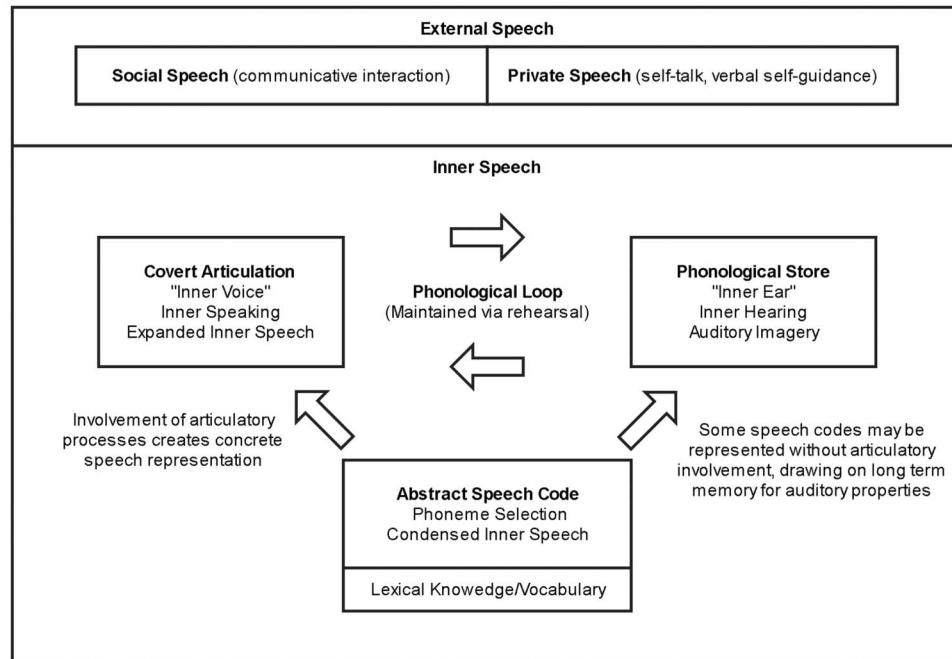 External Speech
Social Speech (communicative interaction)
Private Speech (self-talk, verbal self-guidance)
Inner Speech
Covert Articulation
"Inner Voice"
Inner Speaking
Expanded Inner Speech
Phonological Loop
(Maintained via rehearsal)
Phonological Store
"Inner Ear"
Inner Hearing
Auditory Imagery
Involvement of articulatory
processes creates concrete
speech representation
Some speech codes may be
represented without articulatory
involvement, drawing on long term
memory for auditory properties
Abstract Speech Code
Phoneme Selection
Condensed Inner Speech
Lexical Knowedge/Vocabulary